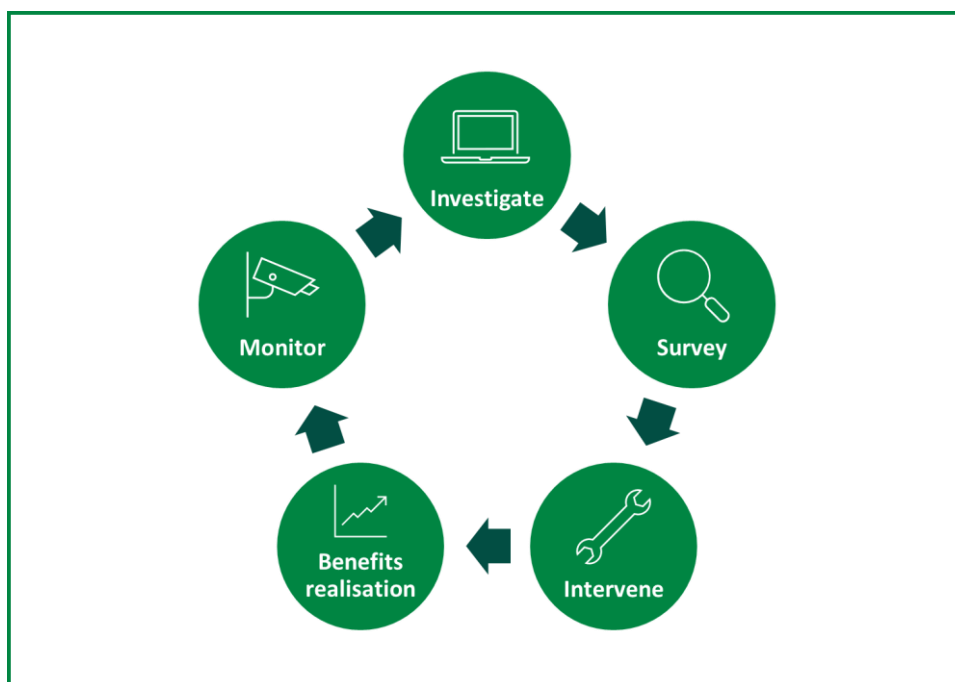 Investigate
Survey
Intervene
Benefits
realisation
Monitor